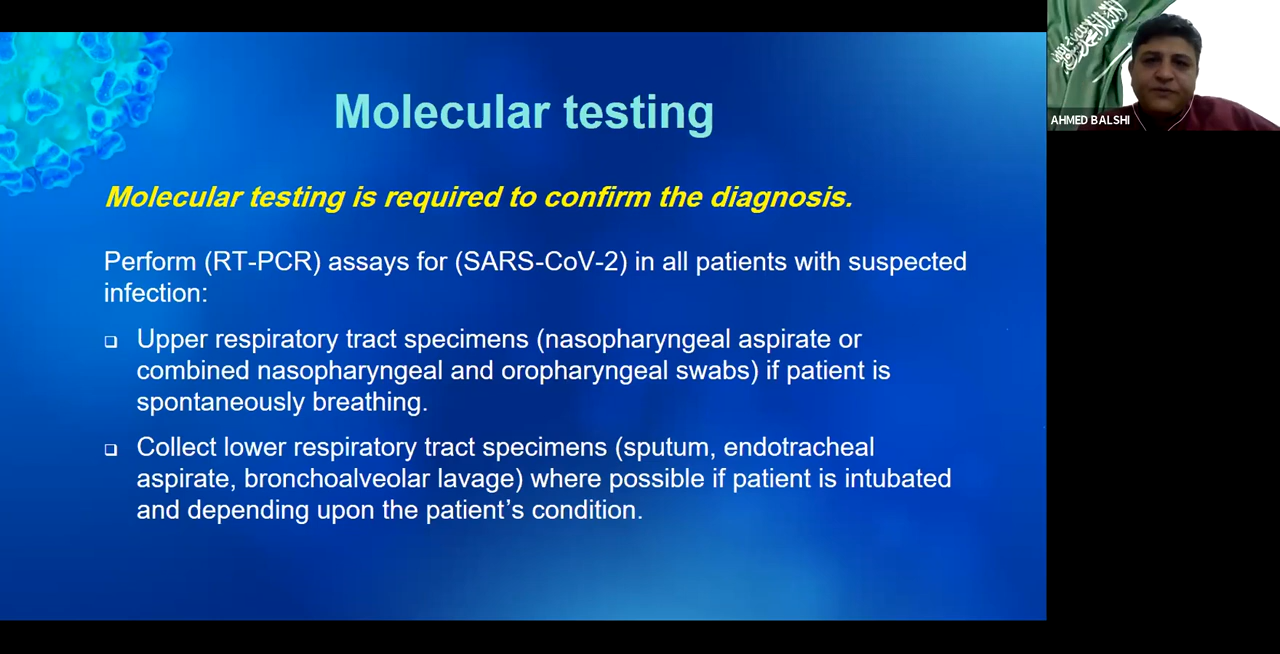 Molecular testing
Molecular testing is required to confirm the diagnosis.
Perform (RT-PCR) assays for (SARS-CoV-2) in all patients with suspected
infection:
❑ Upper respiratory tract specimens (nasopharyngeal aspirate or
combined nasopharyngeal and oropharyngeal swabs) if patient is
spontaneously breathing.
❑ Collect lower respiratory tract specimens (sputum, endotracheal
aspirate, bronchoalveolar lavage) where possible if patient is intubated
and depending upon the patient’s condition.
AHMED BALSHI